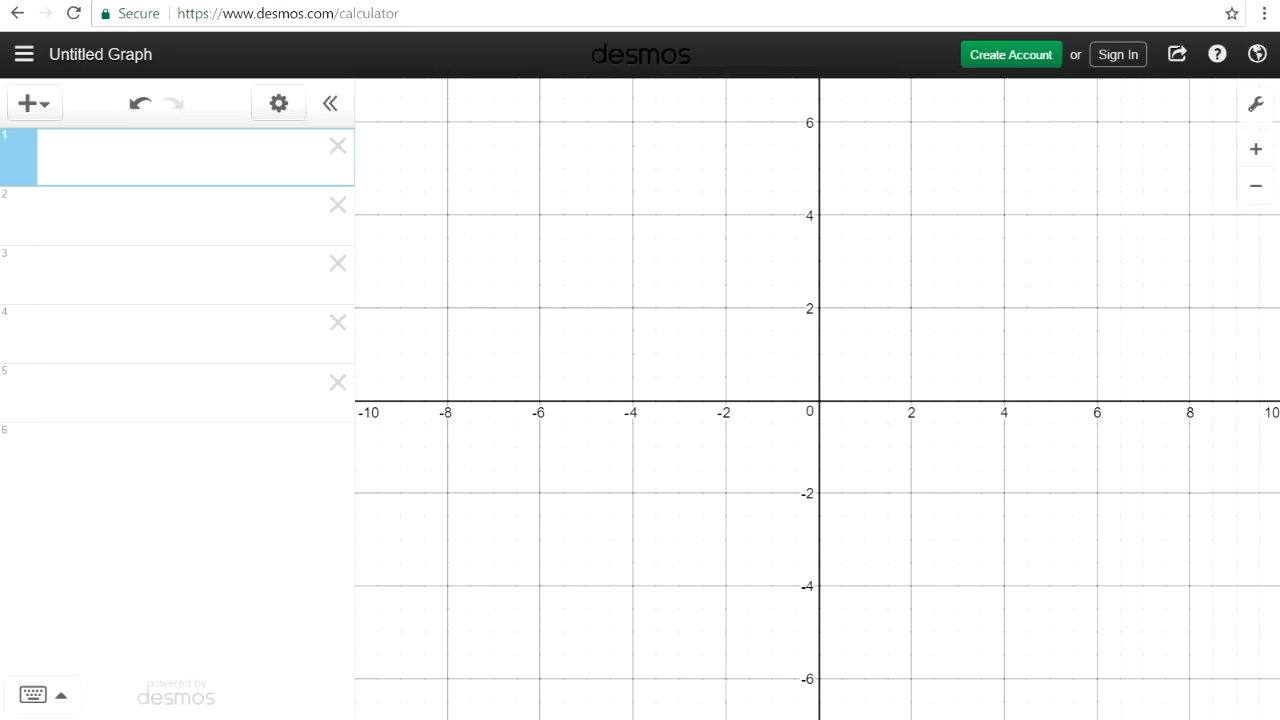 Secure https://www.desmos.com/calculator
Untitled Graph desmos Create Account or Sign In ?
1
2
3
4
5
6
6
4
2
-10 -8 -6 -4 -2 0 2 4 6 8 10
-2
-4
-6
powered by
desmos